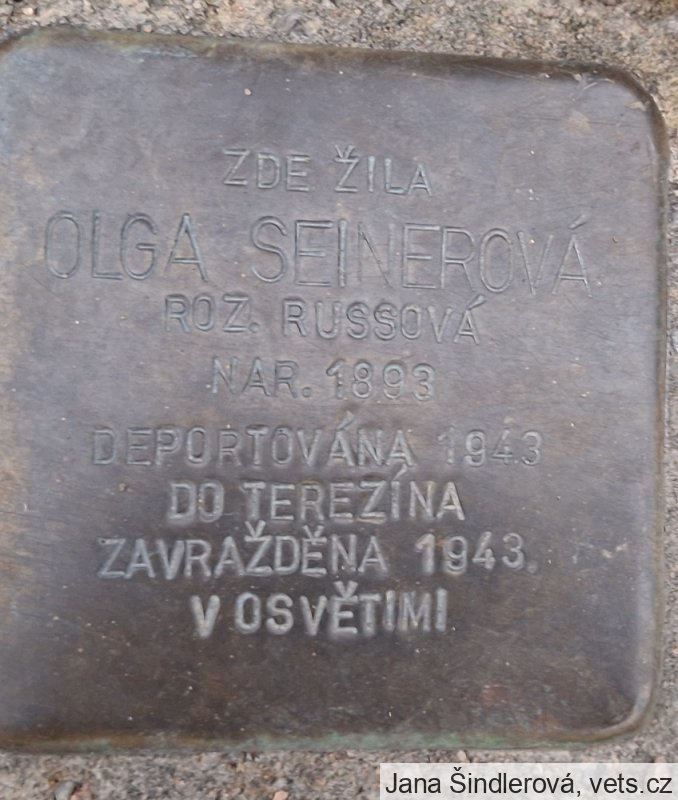 ZDE ŽILA
OLGA SEINEROVÁ
ROZ. RUSSOVÁ
NAR. 1893
DEPORTOVÁNA 1943
DO TEREZÍNA
ZAVRAŽDĚNA 1943.
V OSVĚTIMI
Jana Šindlerová, vets.cz